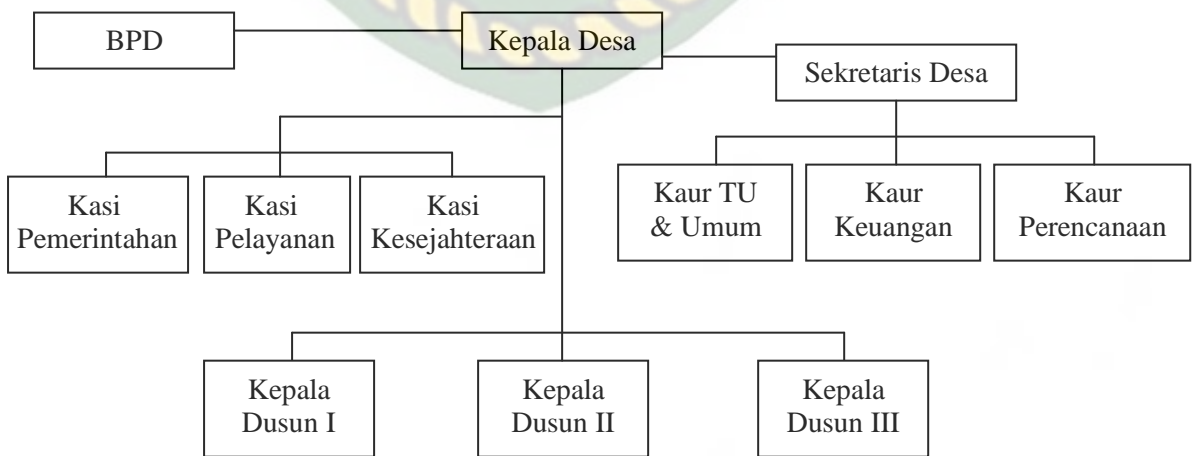 BPD
Kepala Desa
Sekretaris Desa
Kasi
Pemerintahan
Kasi
Pelayanan
Kasi
Kesejahteraan
Kaur TU
& Umum
Kaur
Keuangan
Kaur
Perencanaan
Kepala
Dusun I
Kepala
Dusun II
Kepala
Dusun III